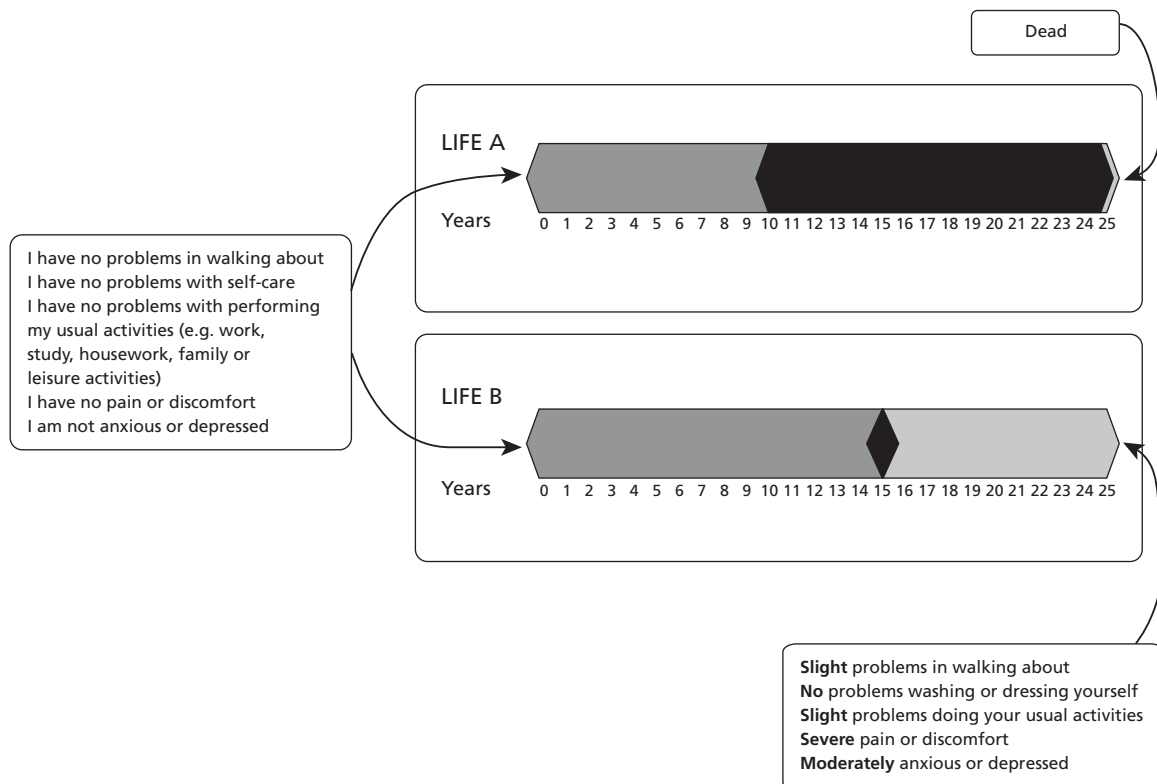 Dead
LIFE A
Years
0 1 2 3 4 5 6 7 8 9 10 11 12 13 14 15 16 17 18 19 20 21 22 23 24 25
I have no problems in walking about
I have no problems with self-care
I have no problems with performing
my usual activities (e.g. work,
study, housework, family or
leisure activities)
I have no pain or discomfort
I am not anxious or depressed
LIFE B
Years
0 1 2 3 4 5 6 7 8 9 10 11 12 13 14 15 16 17 18 19 20 21 22 23 24 25
Slight problems in walking about
No problems washing or dressing yourself
Slight problems doing your usual activities
Severe pain or discomfort
Moderately anxious or depressed